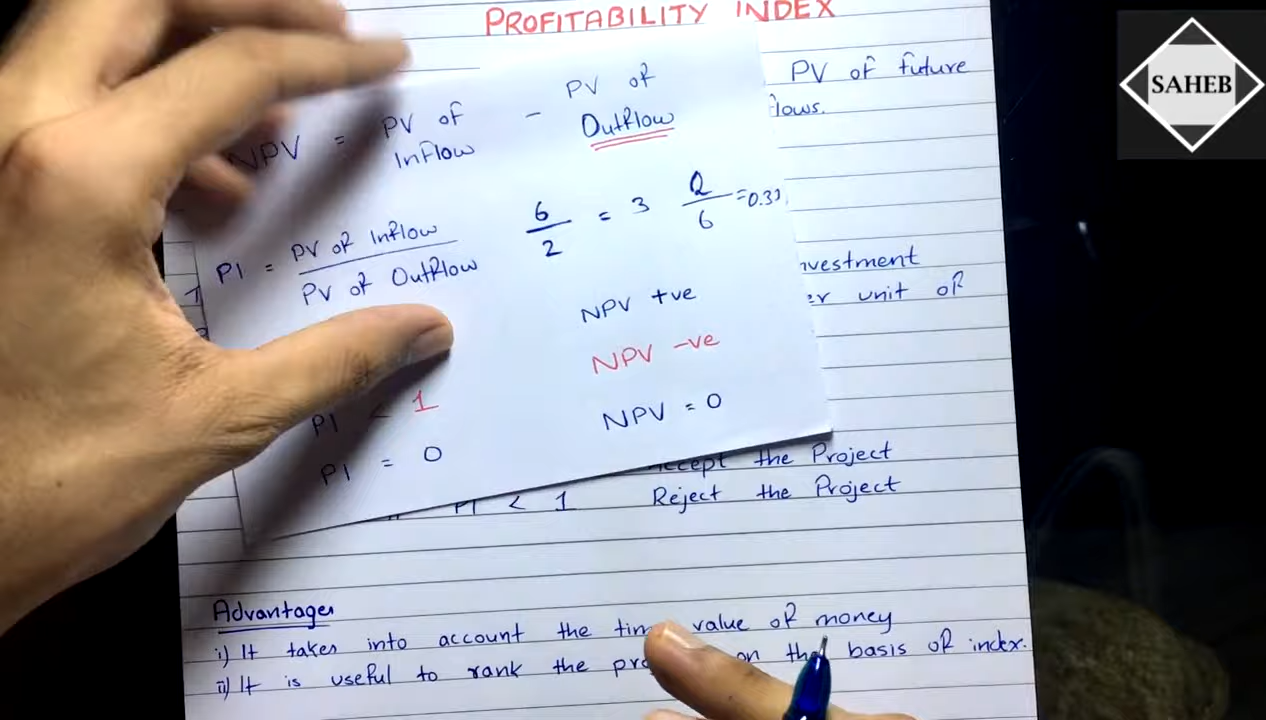 PROFITABILITY INDEX
SAHEB
PV of future
flows.
NPV = PV of Inflow - PV of Outflow
6/2 = 3 2/6 = 0.33
PI = PV of Inflow / PV of Outflow
investment
per unit of
NPV +ve
NPV -ve
PI < 1
NPV = 0
PI = 0
Accept the Project
PI < 1 Reject the Project
Advantages
i) It takes into account the time value of money
ii) It is useful to rank the on the basis of index.